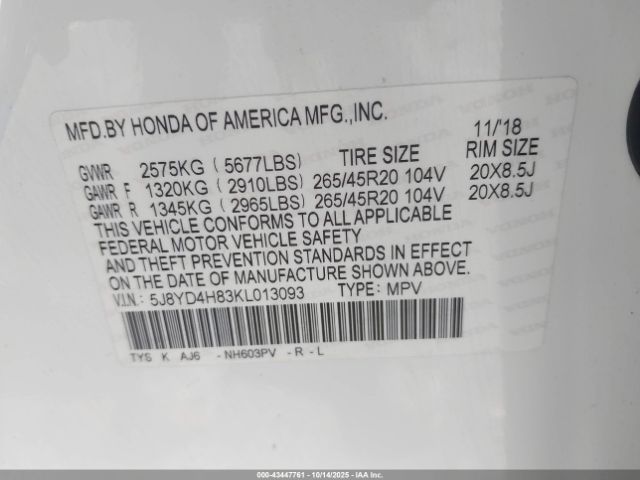 MFD.BY HONDA OF AMERICA MFG.,INC. 11/'18
TIRE SIZE RIM SIZE
GVWR 2575KG ( 5677LBS)
GAWR F 1320KG ( 2910LBS) 265/45R20 104V 20X8.5J
GAWR R 1345KG ( 2965LBS) 265/45R20 104V 20X8.5J
THIS VEHICLE CONFORMS TO ALL APPLICABLE
FEDERAL MOTOR VEHICLE SAFETY
AND THEFT PREVENTION STANDARDS IN EFFECT
ON THE DATE OF MANUFACTURE SHOWN ABOVE.
V.I.N: 5J8YD4H83KL013093 TYPE: MPV
TYS K AJ6 -NH603PV -R-L
00-43447761 - 10/14/2025 - IAA Inc.